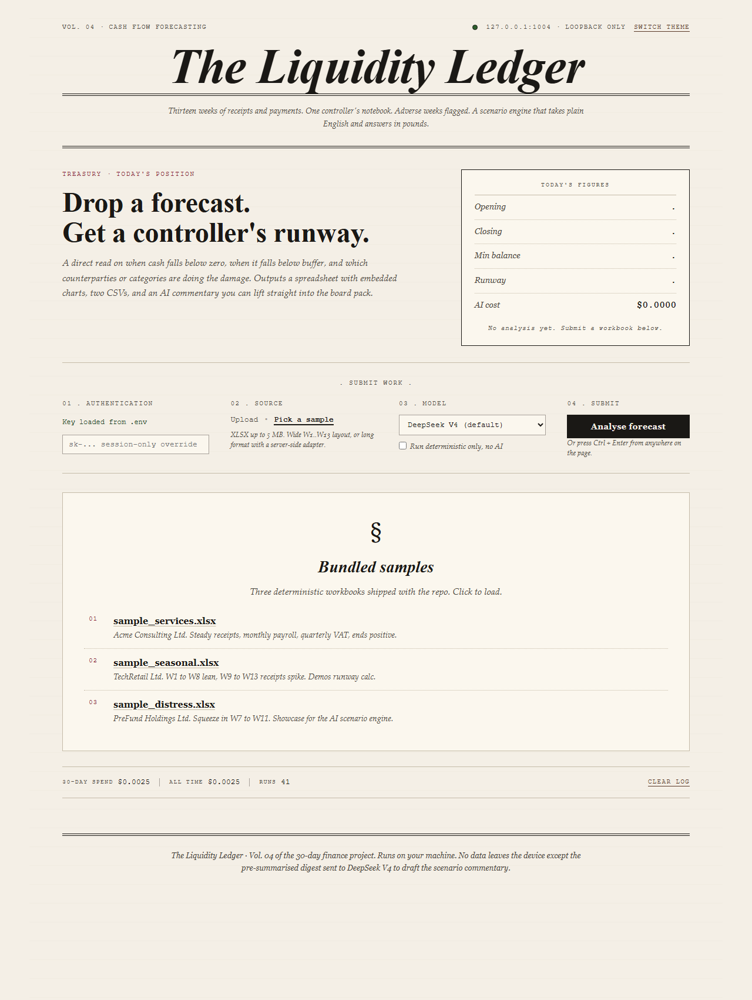 VOL. 04 · CASH FLOW FORECASTING
127.0.0.1:1004 · LOOPBACK ONLY SWITCH THEME
The Liquidity Ledger
Thirteen weeks of receipts and payments. One controller's notebook. Adverse weeks flagged. A scenario engine that takes plain
English and answers in pounds.
TREASURY · TODAY'S POSITION
Drop a forecast.
Get a controller's runway.
A direct read on when cash falls below zero, when it falls below buffer, and which
counterparties or categories are doing the damage. Outputs a spreadsheet with embedded
charts, two CSVs, and an AI commentary you can lift straight into the board pack.
TODAY'S FIGURES
Opening .
Closing .
Min balance .
Runway .
AI cost $0.0000
No analysis yet. Submit a workbook below.
. SUBMIT WORK .
01 . AUTHENTICATION
Key loaded from .env
sk-... session-only override
02 . SOURCE
Upload • Pick a sample
XLSX up to 5 MB. Wide W1..W13 layout, or long
format with a server-side adapter.
03 . MODEL
DeepSeek V4 (default)
Run deterministic only, no AI
04 . SUBMIT
Analyse forecast
Or press Ctrl + Enter from anywhere on
the page.
§
Bundled samples
Three deterministic workbooks shipped with the repo. Click to load.
01 sample_services.xlsx
Acme Consulting Ltd. Steady receipts, monthly payroll, quarterly VAT, ends positive.
02 sample_seasonal.xlsx
TechRetail Ltd. W1 to W8 lean, W9 to W13 receipts spike. Demos runway calc.
03 sample_distress.xlsx
PreFund Holdings Ltd. Squeeze in W7 to W11. Showcase for the AI scenario engine.
30-DAY SPEND $0.0025 ALL TIME $0.0025 RUNS 41 CLEAR LOG
The Liquidity Ledger · Vol. 04 of the 30-day finance project. Runs on your machine. No data leaves the device except the
pre-summarised digest sent to DeepSeek V4 to draft the scenario commentary.